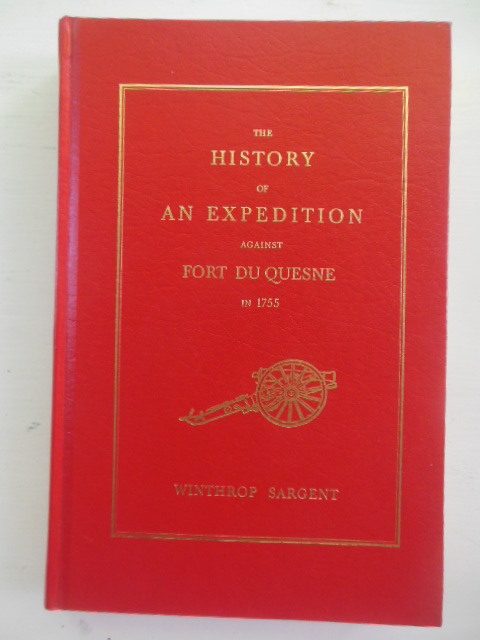 THE
HISTORY
OF
AN EXPEDITION
AGAINST
FORT DU QUESNE
IN 1755
WINTHROP SARGENT